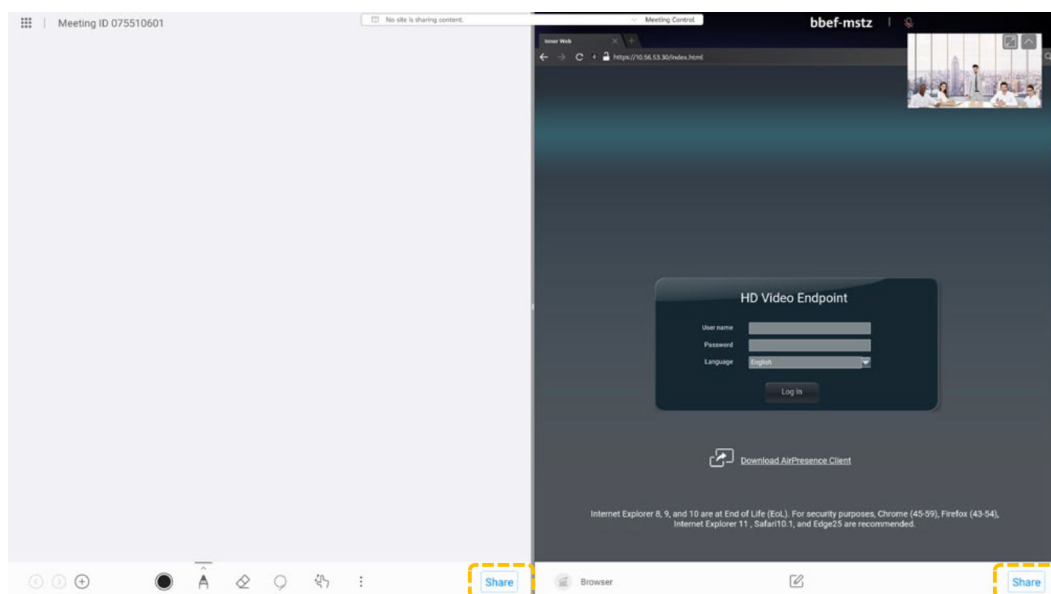 Meeting ID 075510601
No site is sharing content.
Meeting Control
bbef-mstz
Inner Web
https://10.56.53.30/index.html
HD Video Endpoint
User name
Password
Language English
Log In
Download AirPresence Client
Internet Explorer 8, 9, and 10 are at End of Life (EoL). For security purposes, Chrome (45-59), Firefox (43-54),
Internet Explorer 11 , Safari10.1, and Edge25 are recommended.
Share
Browser
Share